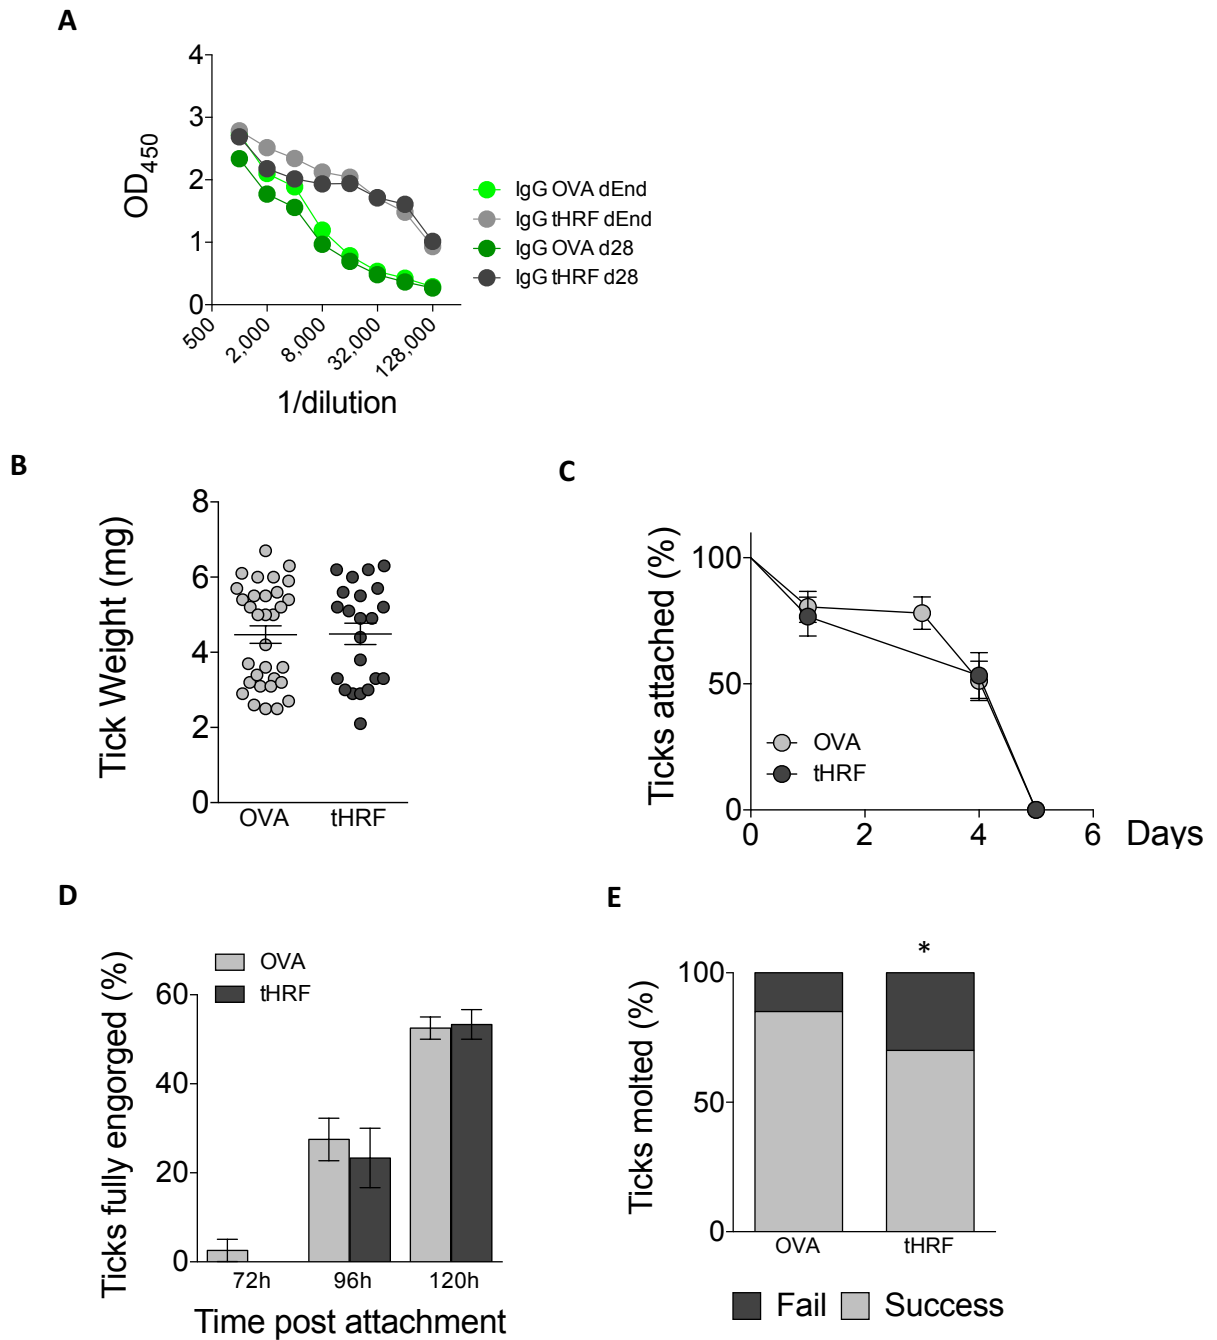 A
4
3
2
1
0
OD450
500
2,000
8,000
32,000
128,000
1/dilution
IgG OVA dEnd
IgG tHRF dEnd
IgG OVA d28
IgG tHRF d28
B
8
6
4
2
0
Tick Weight (mg)
OVA
tHRF
C
100
50
0
Ticks attached (%)
OVA
tHRF
0
2
4
6
Days
D
OVA
tHRF
60
40
20
0
Ticks fully engorged (%)
72h
96h
120h
Time post attachment
E
*
100
50
0
Ticks molted (%)
OVA
tHRF
Fail
Success